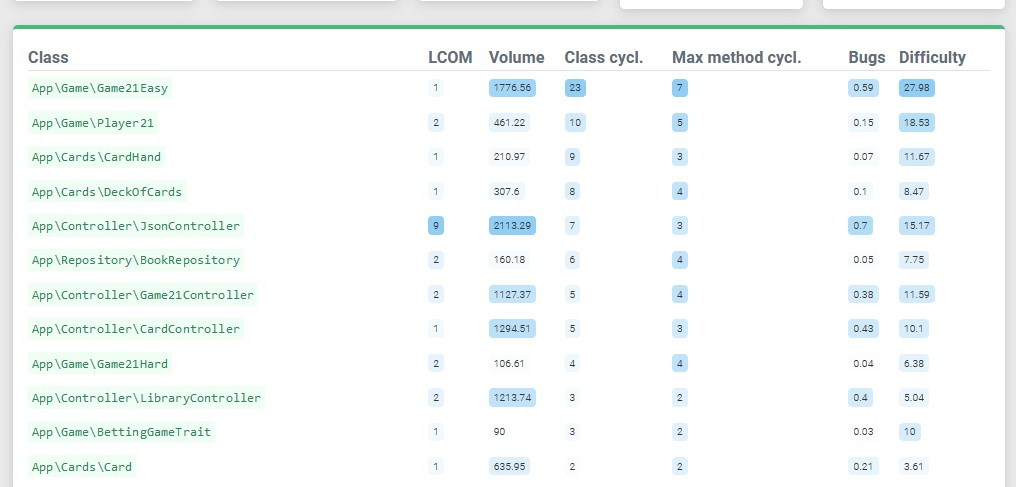 Class LCOM Volume Class cycl. Max method cycl. Bugs Difficulty
App\Game\Game21Easy 1 1776.56 23 7 0.59 27.98
App\Game\Player21 2 461.22 10 5 0.15 18.53
App\Cards\CardHand 1 210.97 9 3 0.07 11.67
App\Cards\DeckOfCards 1 307.6 8 4 0.1 8.47
App\Controller\JsonController 9 2113.29 7 3 0.7 15.17
App\Repository\BookRepository 2 160.18 6 4 0.05 7.75
App\Controller\Game21Controller 2 1127.37 5 4 0.38 11.59
App\Controller\CardController 1 1294.51 5 3 0.43 10.1
App\Game\Game21Hard 2 106.61 4 4 0.04 6.38
App\Controller\LibraryController 2 1213.74 3 2 0.4 5.04
App\Game\BettingGameTrait 1 90 3 2 0.03 10
App\Cards\Card 1 635.95 2 2 0.21 3.61